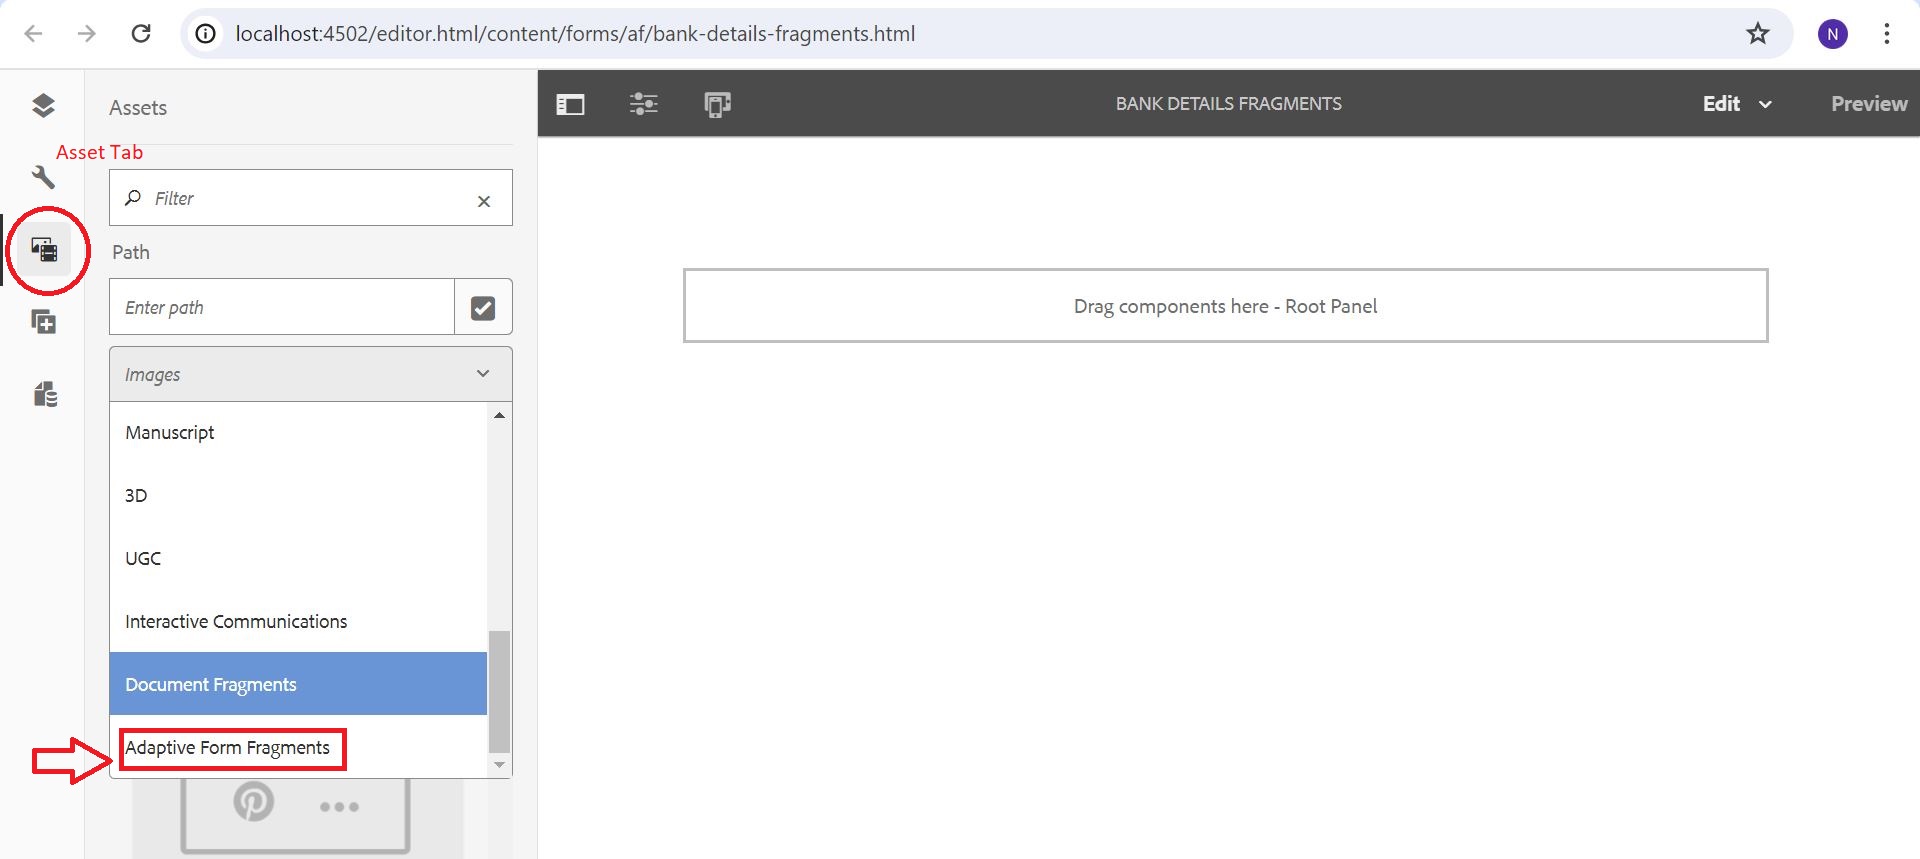 localhost:4502/editor.html/content/forms/af/bank-details-fragments.html
N
Assets
BANK DETAILS FRAGMENTS
Edit
Preview
Asset Tab
Filter
Path
Enter path
Drag components here - Root Panel
Images
Manuscript
3D
UGC
Interactive Communications
Document Fragments
Adaptive Form Fragments